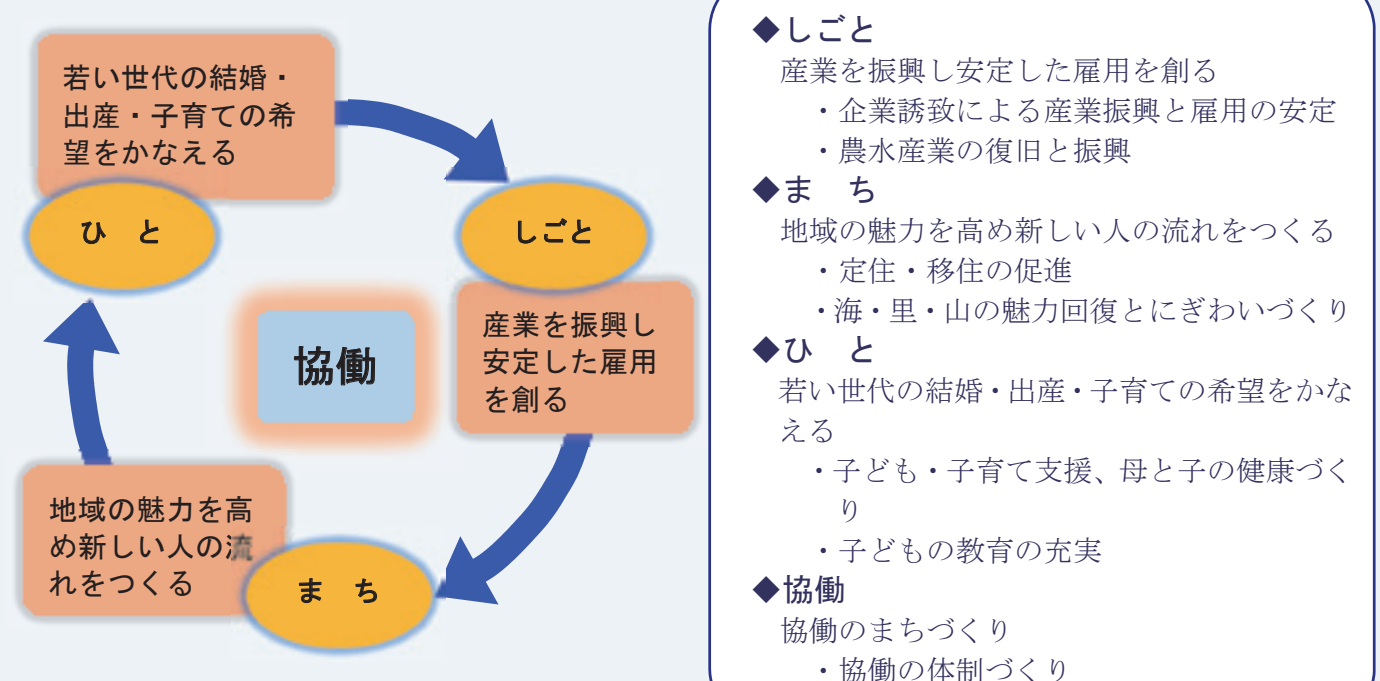 若い世代の結婚・
出産・子育ての希
望をかなえる
ひ　と
しごと
産業を振興し
安定した雇用
を創る
協働
地域の魅力を高
め新しい人の流
れをつくる
ま　ち
◆しごと
産業を振興し安定した雇用を創る
・企業誘致による産業振興と雇用の安定
・農水産業の復旧と振興
◆ま　ち
地域の魅力を高め新しい人の流れをつくる
・定住・移住の促進
・海・里・山の魅力回復とにぎわいづくり
◆ひ　と
若い世代の結婚・出産・子育ての希望をかな
える
・子ども・子育て支援、母と子の健康づく
り
・子どもの教育の充実
◆協働
協働のまちづくり
・協働の体制づくり